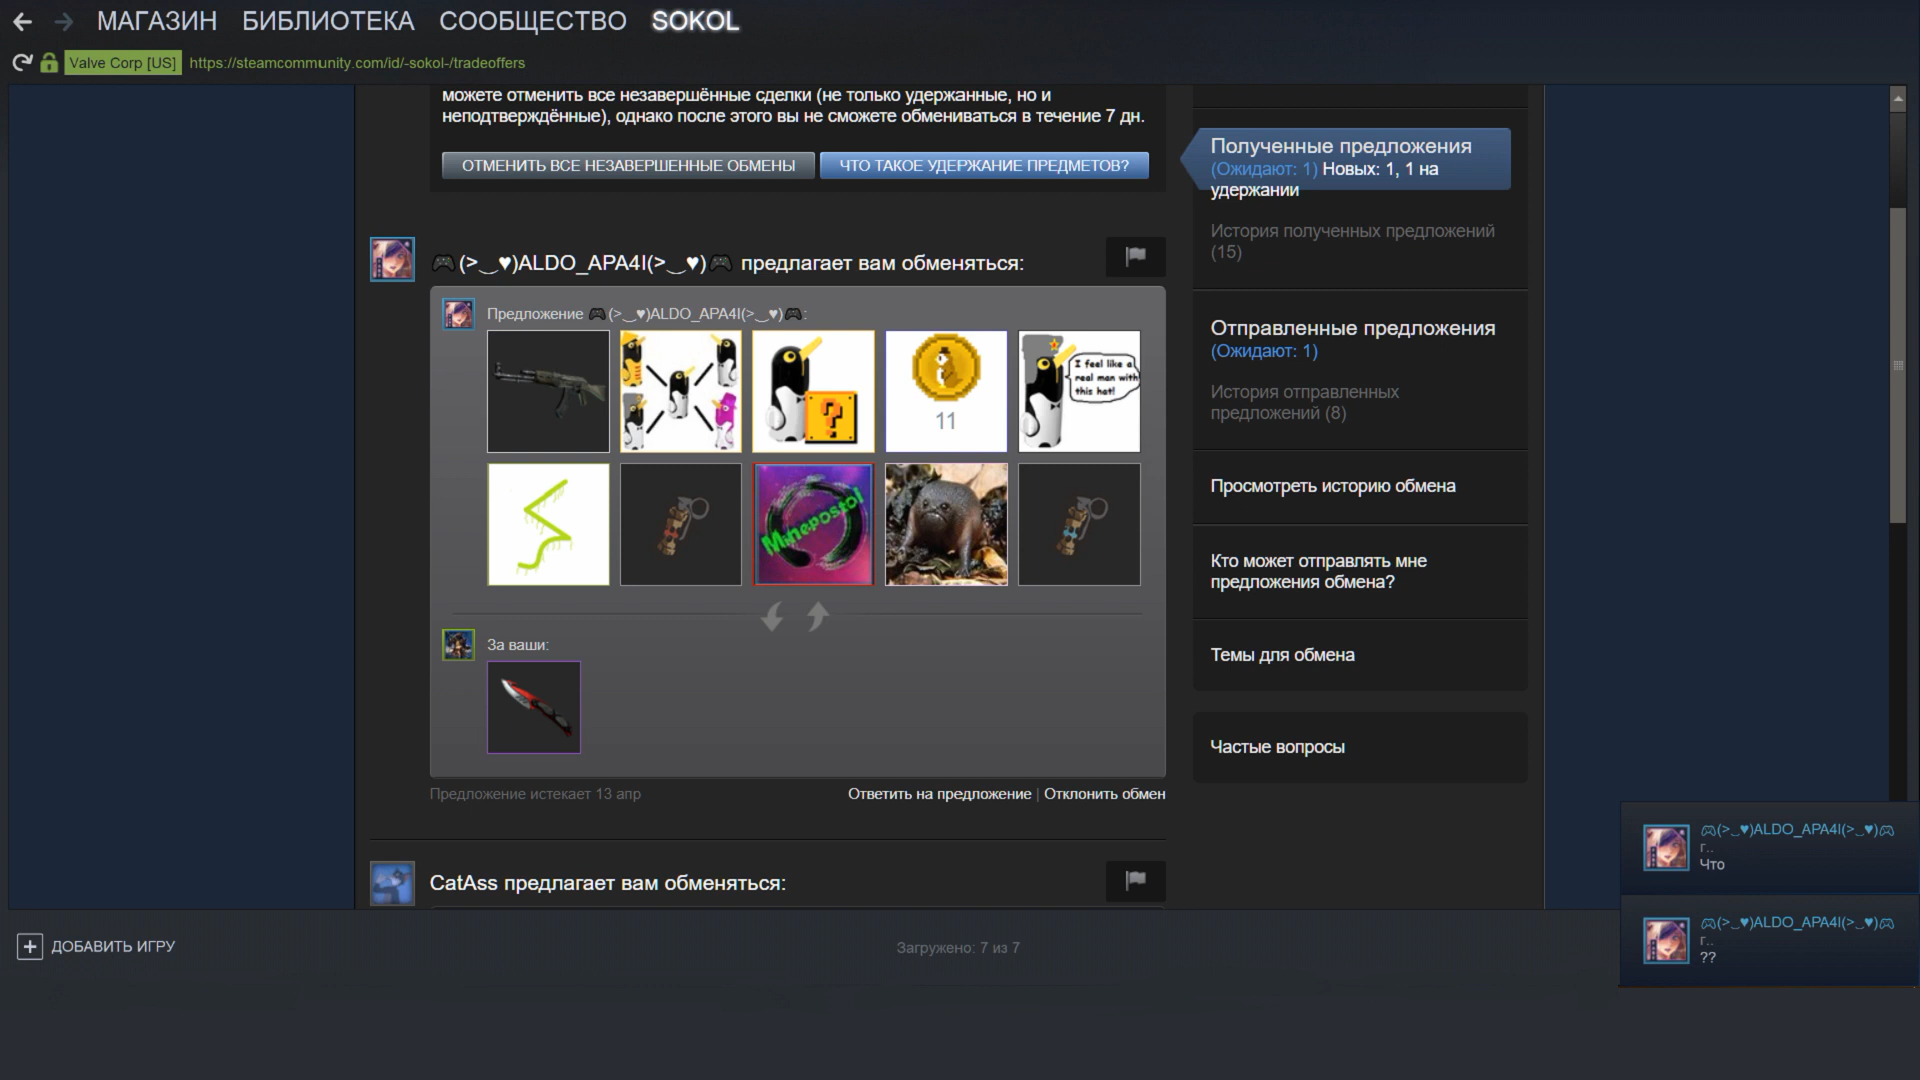 МАГАЗИН БИБЛИОТЕКА СООБЩЕСТВО SOKOL
Valve Corp [US] https://steamcommunity.com/id/-sokol-/tradeoffers
можете отменить все незавершённые сделки (не только удержанные, но и
неподтверждённые), однако после этого вы не сможете обмениваться в течение 7 дн.
ОТМЕНИТЬ ВСЕ НЕЗАВЕРШЕННЫЕ ОБМЕНЫ
ЧТО ТАКОЕ УДЕРЖАНИЕ ПРЕДМЕТОВ?
🎮(>‿♥)ALDO_APA4I(>‿♥)🎮 предлагает вам обменяться:
Предложение 🎮(>‿♥)ALDO_APA4I(>‿♥)🎮:
11
I feel like a
real man with
this hat!
Minepostol
За ваши:
Предложение истекает 13 апр
Ответить на предложение | Отклонить обмен
CatAss предлагает вам обменяться:
Полученные предложения
(Ожидают: 1) Новых: 1, 1 на
удержании
История полученных предложений
(15)
Отправленные предложения
(Ожидают: 1)
История отправленных
предложений (8)
Просмотреть историю обмена
Кто может отправлять мне
предложения обмена?
Темы для обмена
Частые вопросы
🎮(>‿♥)ALDO_APA4I(>‿♥)🎮
г..
Что
🎮(>‿♥)ALDO_APA4I(>‿♥)🎮
г..
??
ДОБАВИТЬ ИГРУ
Загружено: 7 из 7